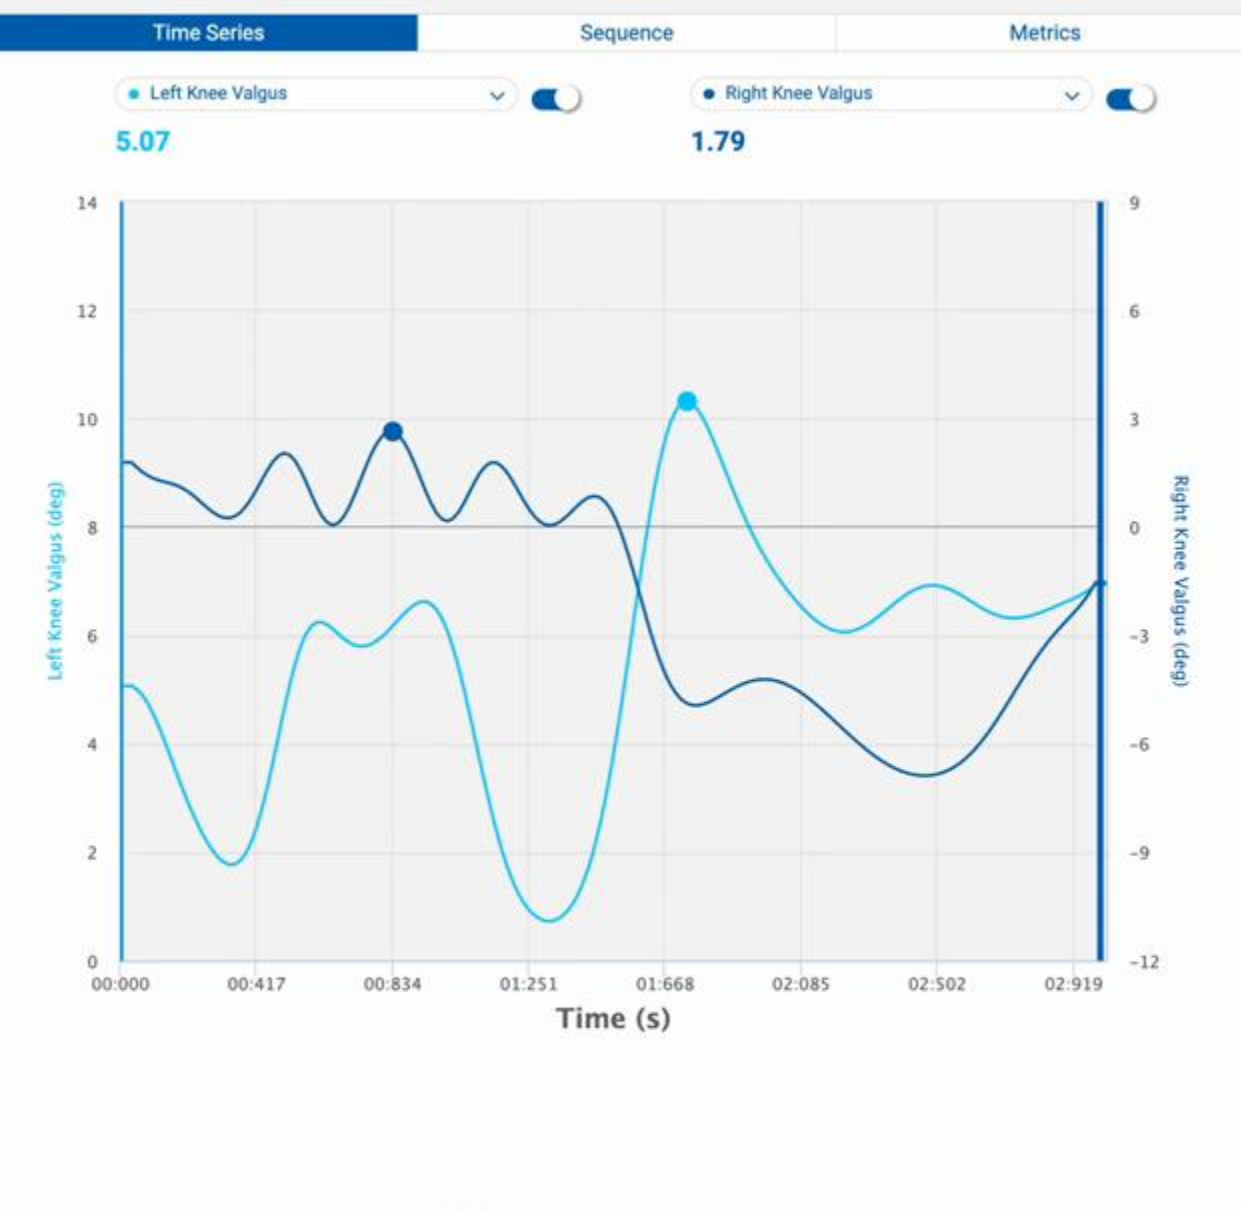 Time Series Sequence Metrics
Left Knee Valgus Right Knee Valgus
5.07 1.79
14 9
12 6
10 3
8 0
6 -3
4 -6
2 -9
0 -12
Left Knee Valgus (deg)
Right Knee Valgus (deg)
00:000 00:417 00:834 01:251 01:668 02:085 02:502 02:919
Time (s)